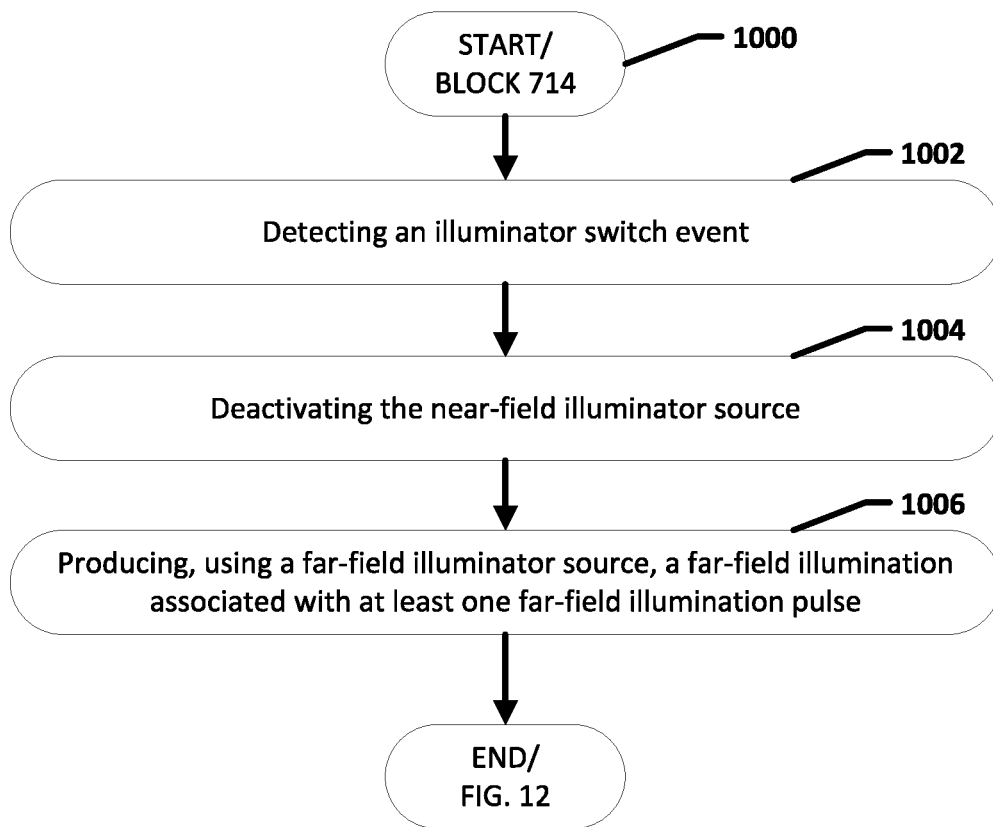 START/
BLOCK 714
1000
1002
Detecting an illuminator switch event
1004
Deactivating the near-field illuminator source
1006
Producing, using a far-field illuminator source, a far-field illumination
associated with at least one far-field illumination pulse
END/
FIG. 12